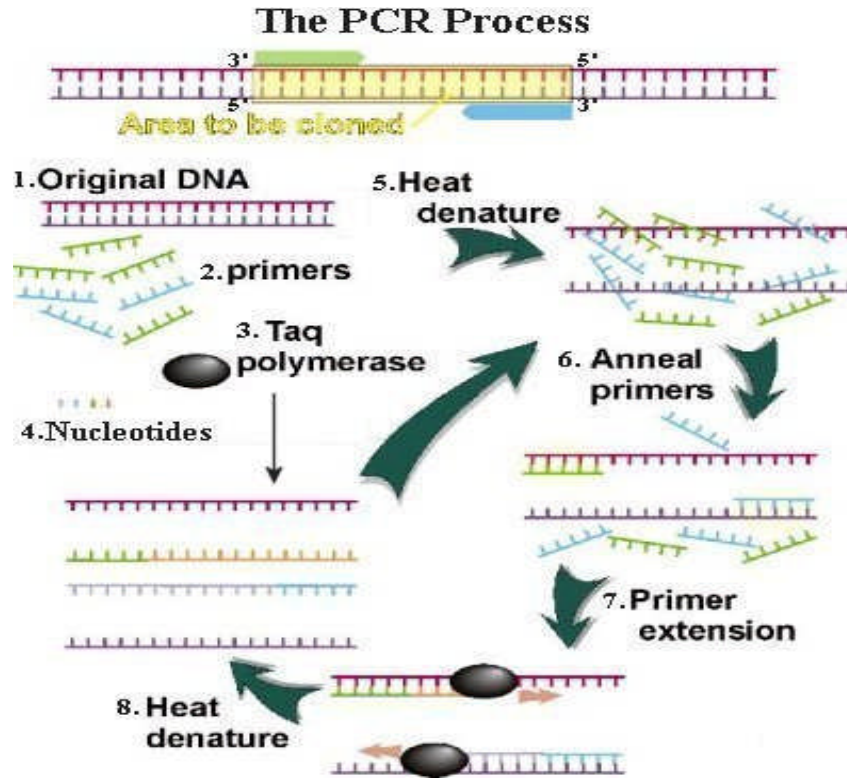 The PCR Process
3' 5'
5' 3'
Area to be cloned
1.Original DNA
2.primers
3.Taq
polymerase
4.Nucleotides
5.Heat
denature
6. Anneal
primers
7.Primer
extension
8.Heat
denature